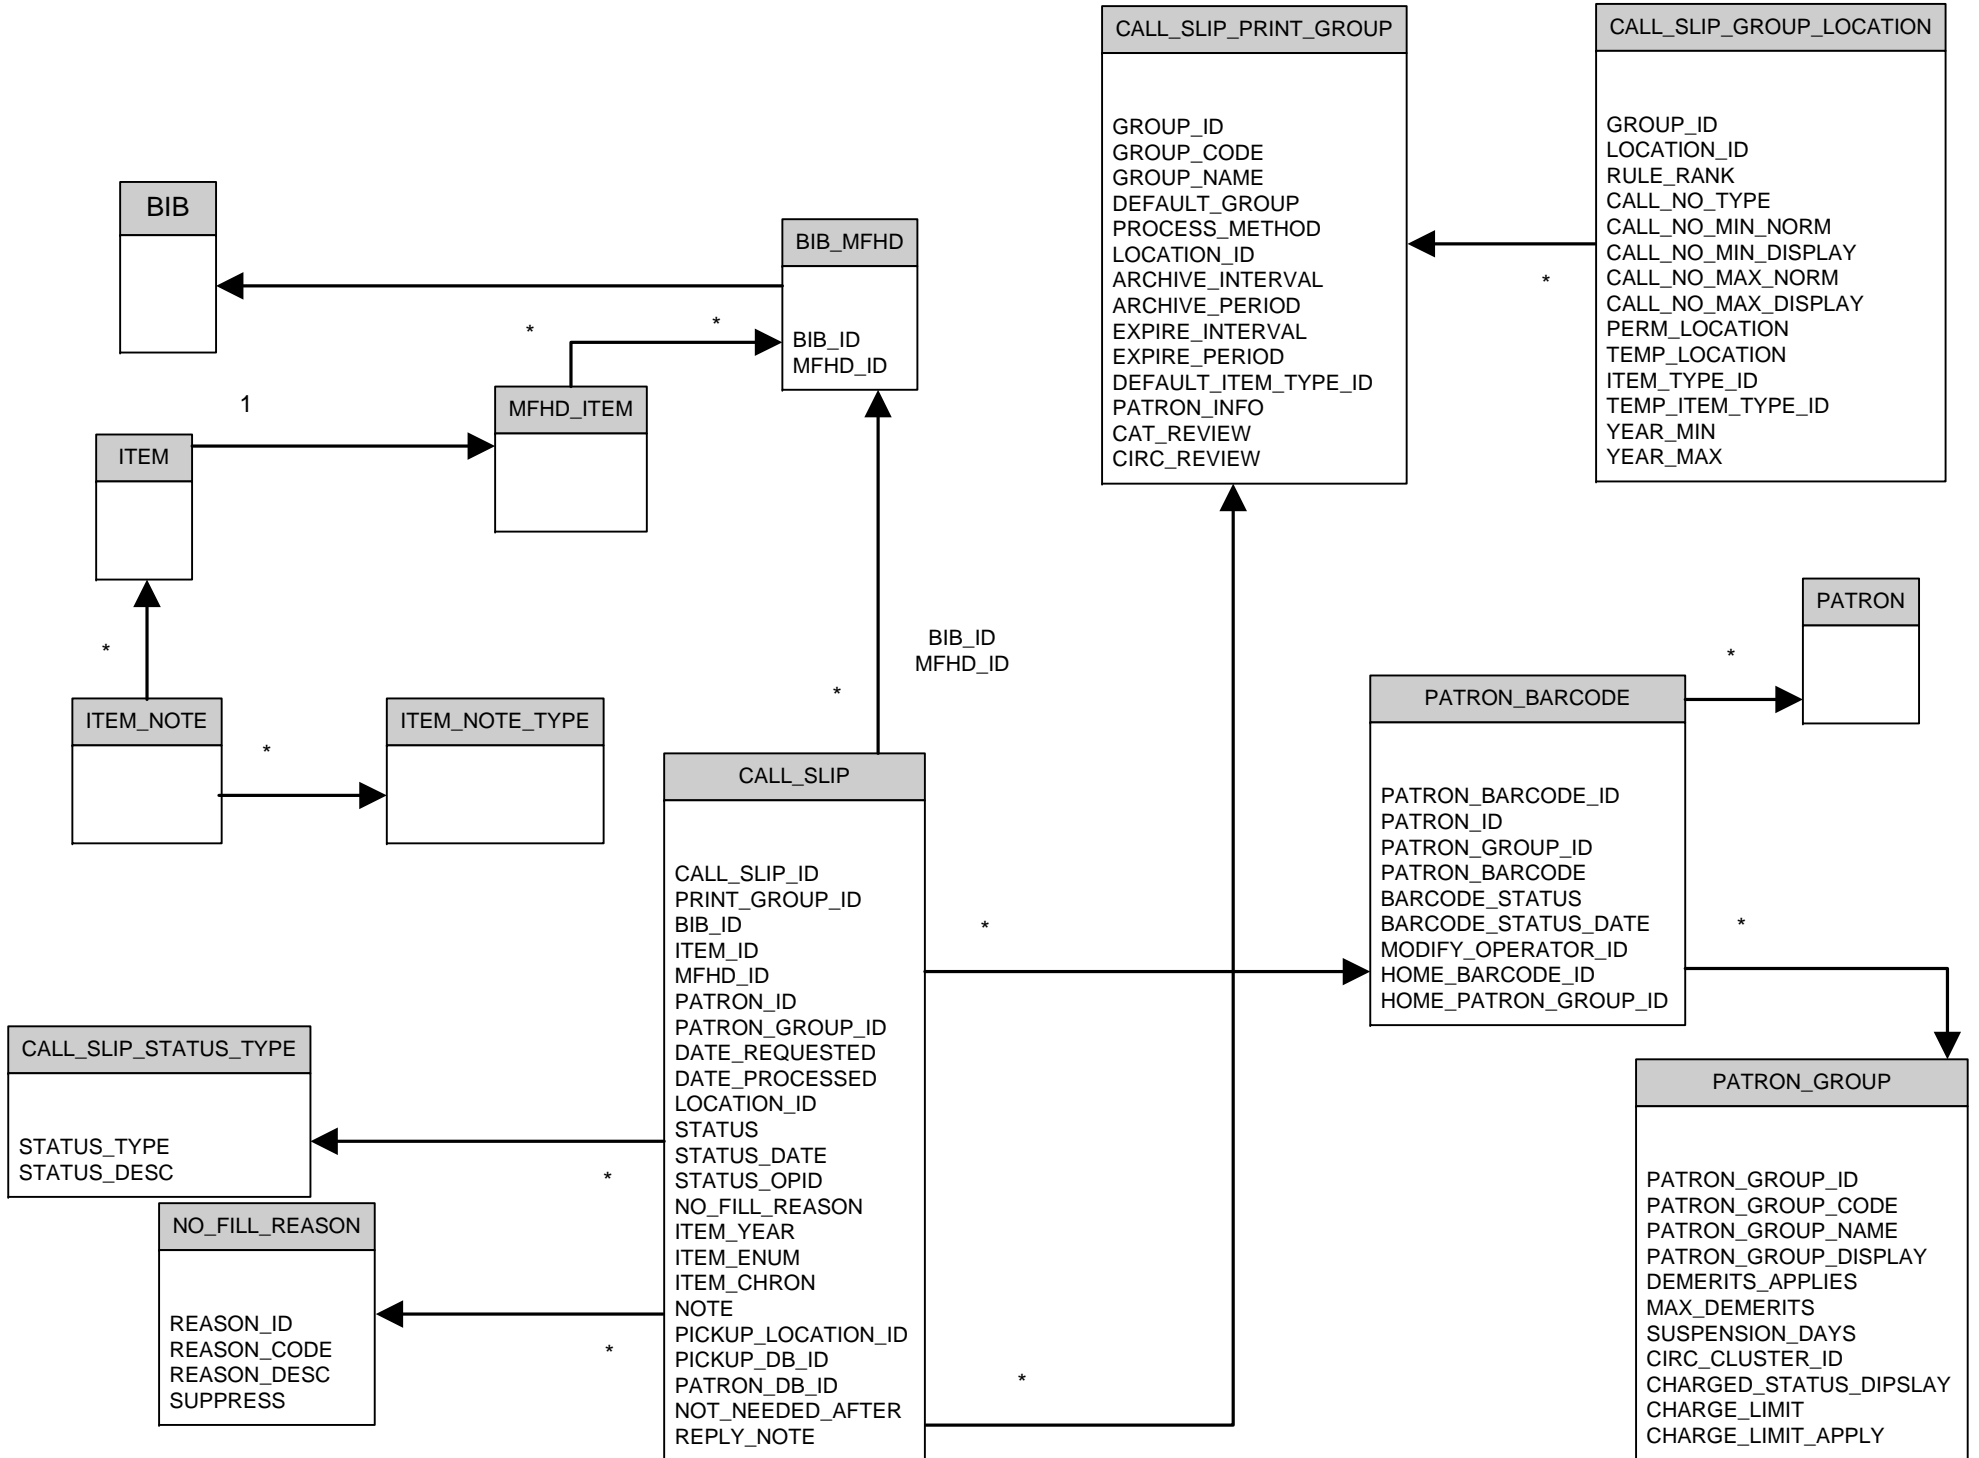 CALL_SLIP_PRINT_GROUP
GROUP_ID
GROUP_CODE
GROUP_NAME
DEFAULT_GROUP
PROCESS_METHOD
LOCATION_ID
ARCHIVE_INTERVAL
ARCHIVE_PERIOD
EXPIRE_INTERVAL
EXPIRE_PERIOD
DEFAULT_ITEM_TYPE_ID
PATRON_INFO
CAT_REVIEW
CIRC_REVIEW
CALL_SLIP_GROUP_LOCATION
GROUP_ID
LOCATION_ID
RULE_RANK
CALL_NO_TYPE
CALL_NO_MIN_NORM
CALL_NO_MIN_DISPLAY
CALL_NO_MAX_NORM
CALL_NO_MAX_DISPLAY
PERM_LOCATION
TEMP_LOCATION
ITEM_TYPE_ID
TEMP_ITEM_TYPE_ID
YEAR_MIN
YEAR_MAX
*
BIB
BIB_MFHD
BIB_ID
MFHD_ID
*
*
MFHD_ITEM
1
ITEM
*
ITEM_NOTE
*
ITEM_NOTE_TYPE
BIB_ID
MFHD_ID
*
CALL_SLIP
CALL_SLIP_ID
PRINT_GROUP_ID
BIB_ID
ITEM_ID
MFHD_ID
PATRON_ID
PATRON_GROUP_ID
DATE_REQUESTED
DATE_PROCESSED
LOCATION_ID
STATUS
STATUS_DATE
STATUS_OPID
NO_FILL_REASON
ITEM_YEAR
ITEM_ENUM
ITEM_CHRON
NOTE
PICKUP_LOCATION_ID
PICKUP_DB_ID
PATRON_DB_ID
NOT_NEEDED_AFTER
REPLY_NOTE
*
*
*
*
CALL_SLIP_STATUS_TYPE
STATUS_TYPE
STATUS_DESC
NO_FILL_REASON
REASON_ID
REASON_CODE
REASON_DESC
SUPPRESS
PATRON
*
PATRON_BARCODE
PATRON_BARCODE_ID
PATRON_ID
PATRON_GROUP_ID
PATRON_BARCODE
BARCODE_STATUS
BARCODE_STATUS_DATE
MODIFY_OPERATOR_ID
HOME_BARCODE_ID
HOME_PATRON_GROUP_ID
*
PATRON_GROUP
PATRON_GROUP_ID
PATRON_GROUP_CODE
PATRON_GROUP_NAME
PATRON_GROUP_DISPLAY
DEMERITS_APPLIES
MAX_DEMERITS
SUSPENSION_DAYS
CIRC_CLUSTER_ID
CHARGED_STATUS_DIPSLAY
CHARGE_LIMIT
CHARGE_LIMIT_APPLY